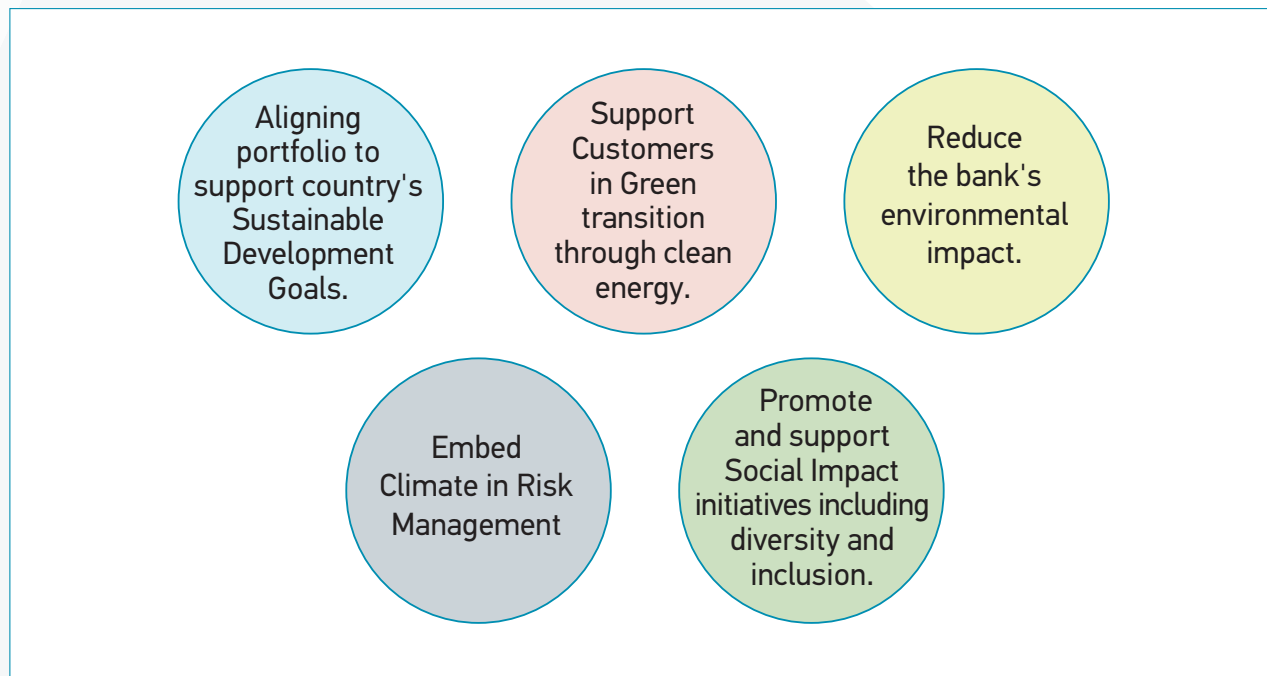 Aligning
portfolio to
support country's
Sustainable
Development
Goals.
Support
Customers
in Green
transition
through clean
energy.
Reduce
the bank's
environmental
impact.
Embed
Climate in Risk
Management
Promote
and support
Social Impact
initiatives including
diversity and
inclusion.